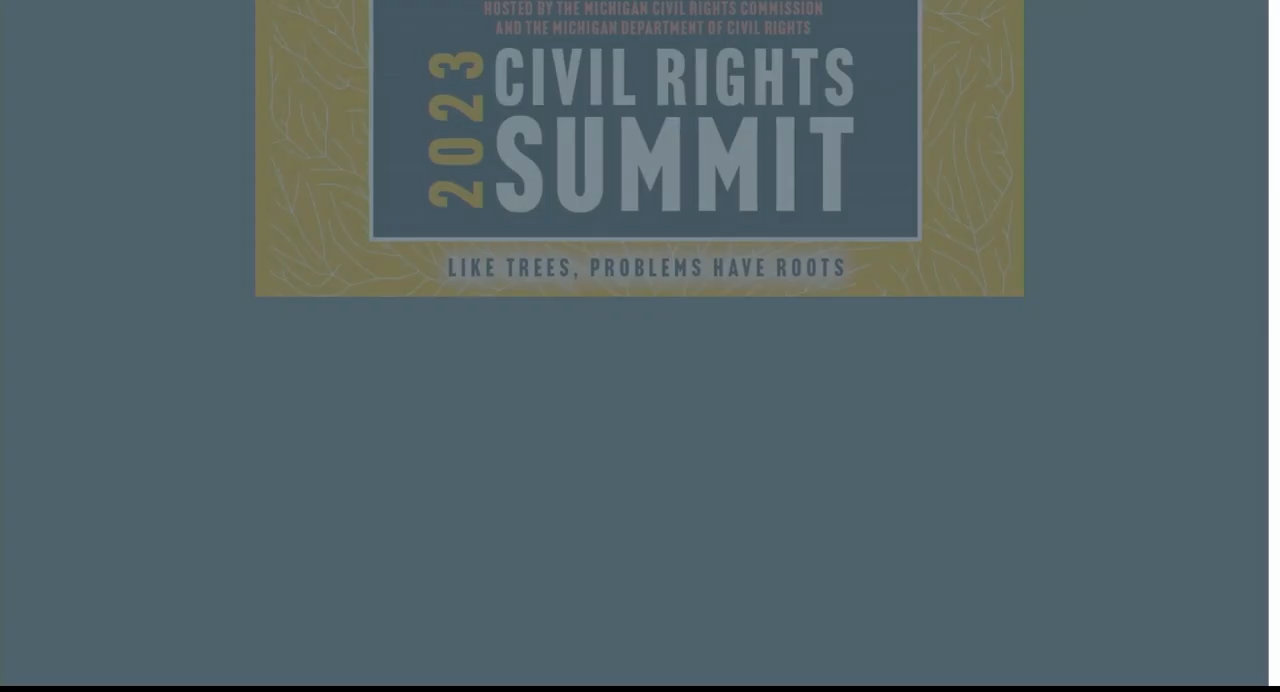 HOSTED BY THE MICHIGAN CIVIL RIGHTS COMMISSION
AND THE MICHIGAN DEPARTMENT OF CIVIL RIGHTS
2023
CIVIL RIGHTS
SUMMIT
LIKE TREES, PROBLEMS HAVE ROOTS